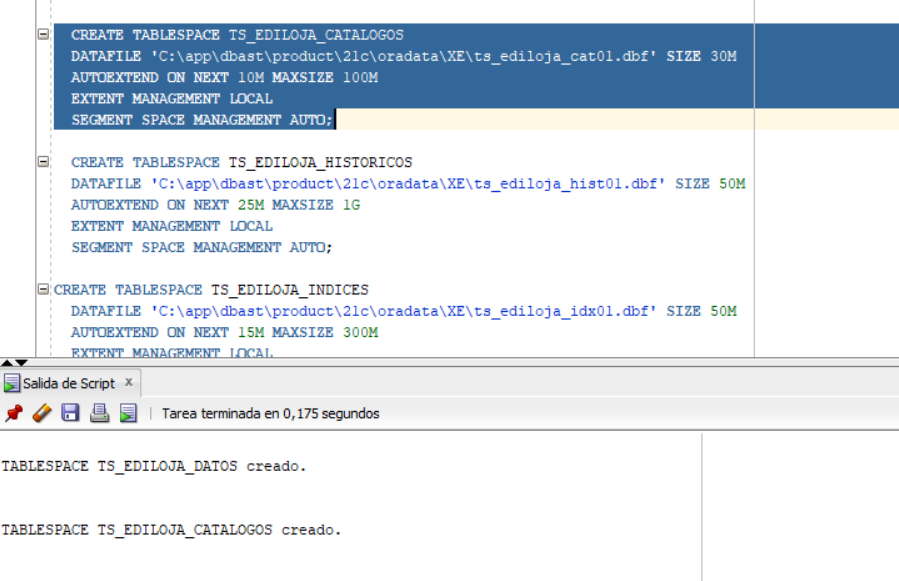 CREATE TABLESPACE TS_EDILOJA_CATALOGOS
DATAFILE 'C:\app\dbast\product\21c\oradata\XE\ts_ediloja_cat01.dbf' SIZE 30M
AUTOEXTEND ON NEXT 10M MAXSIZE 100M
EXTENT MANAGEMENT LOCAL
SEGMENT SPACE MANAGEMENT AUTO;
CREATE TABLESPACE TS_EDILOJA_HISTORICOS
DATAFILE 'C:\app\dbast\product\21c\oradata\XE\ts_ediloja_hist01.dbf' SIZE 50M
AUTOEXTEND ON NEXT 25M MAXSIZE 1G
EXTENT MANAGEMENT LOCAL
SEGMENT SPACE MANAGEMENT AUTO;
CREATE TABLESPACE TS_EDILOJA_INDICES
DATAFILE 'C:\app\dbast\product\21c\oradata\XE\ts_ediloja_idx01.dbf' SIZE 50M
AUTOEXTEND ON NEXT 15M MAXSIZE 300M
EXTENT MANAGEMENT LOCAL
Salida de Script x
Tarea terminada en 0,175 segundos
TABLESPACE TS_EDILOJA_DATOS creado.
TABLESPACE TS_EDILOJA_CATALOGOS creado.